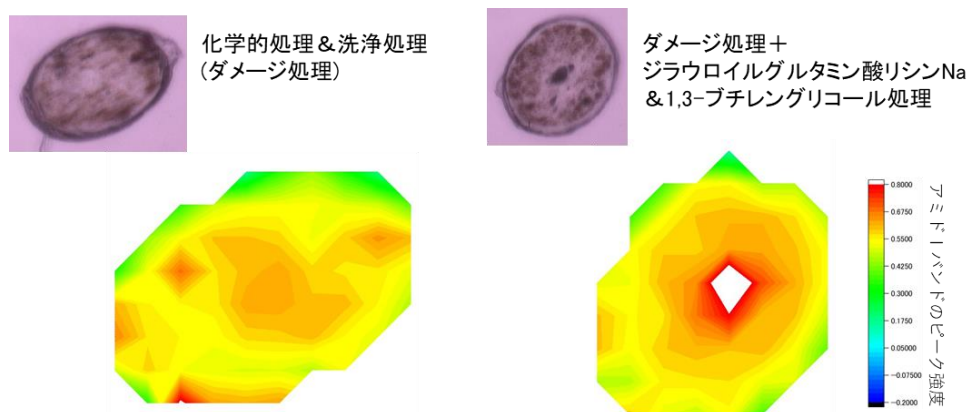 化学的処理&洗浄処理
(ダメージ処理)
ダメージ処理+
ジラウロイルグルタミン酸リシンNa
&1,3-ブチレングリコール処理
0.8000
0.6750
0.5500
0.4250
0.3000
0.1750
0.05000
-0.07500
-0.2000
アミドⅠバンドのピーク強度